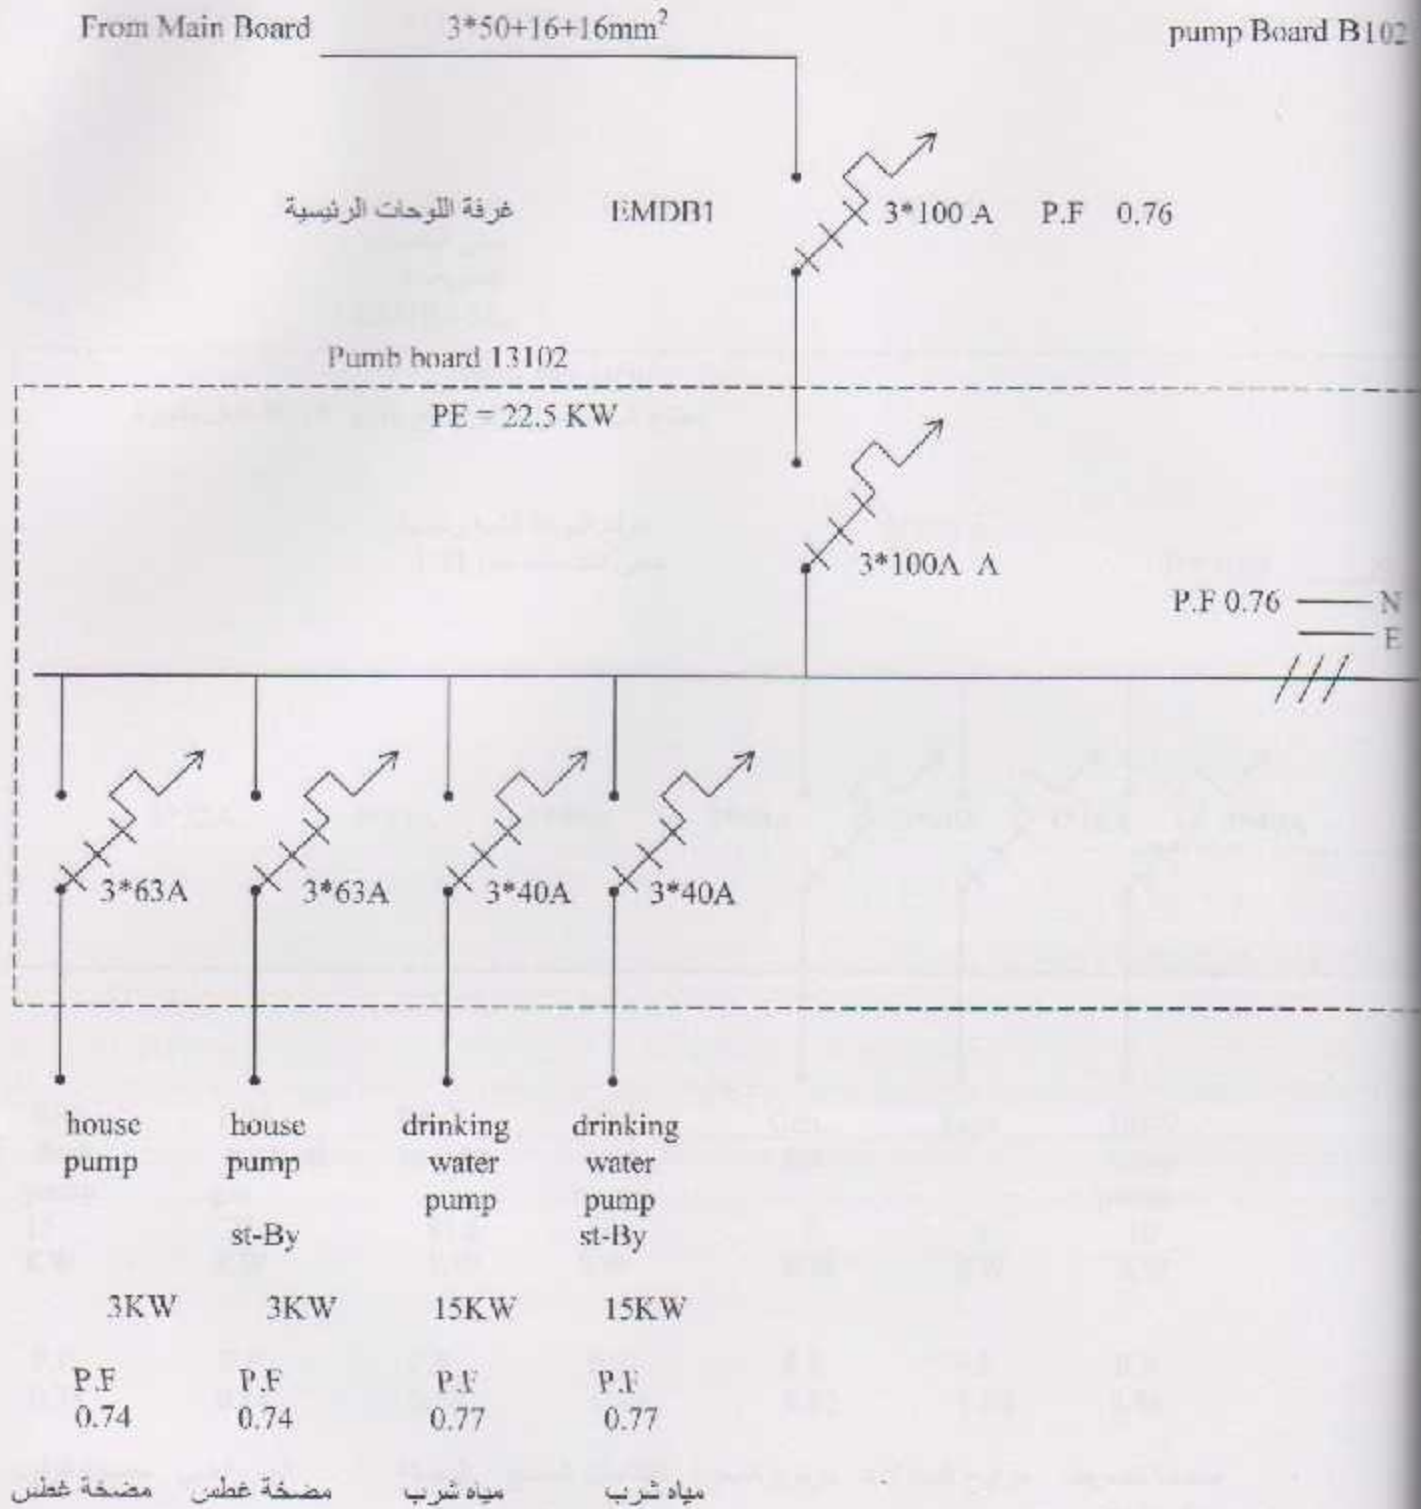 From Main Board 3*50+16+16mm² pump Board B102
غرفة اللوحات الرئيسية EMDB1 3*100 A P.F 0.76
Pumb board 13102
PE = 22.5 KW
3*100A A
P.F 0.76 N
E
3*63A 3*63A 3*40A 3*40A
house house drinking drinking
pump pump water water
pump pump
st-By st-By
3KW 3KW 15KW 15KW
P.F P.F P.F P.F
0.74 0.74 0.77 0.77
مضخة غطس مضخة غطس مياه شرب مياه شرب